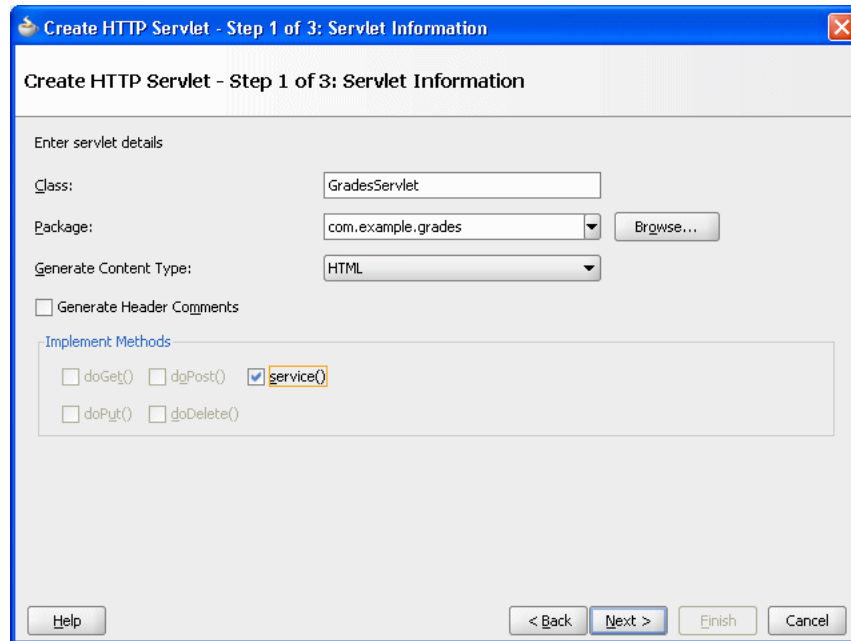 Create HTTP Servlet - Step 1 of 3: Servlet Information
Create HTTP Servlet - Step 1 of 3: Servlet Information
Enter servlet details
Class: GradesServlet
Package: com.example.grades Browse...
Generate Content Type: HTML
Generate Header Comments
Implement Methods
doGet() doPost() service()
doPut() doDelete()
Help < Back Next > Finish Cancel